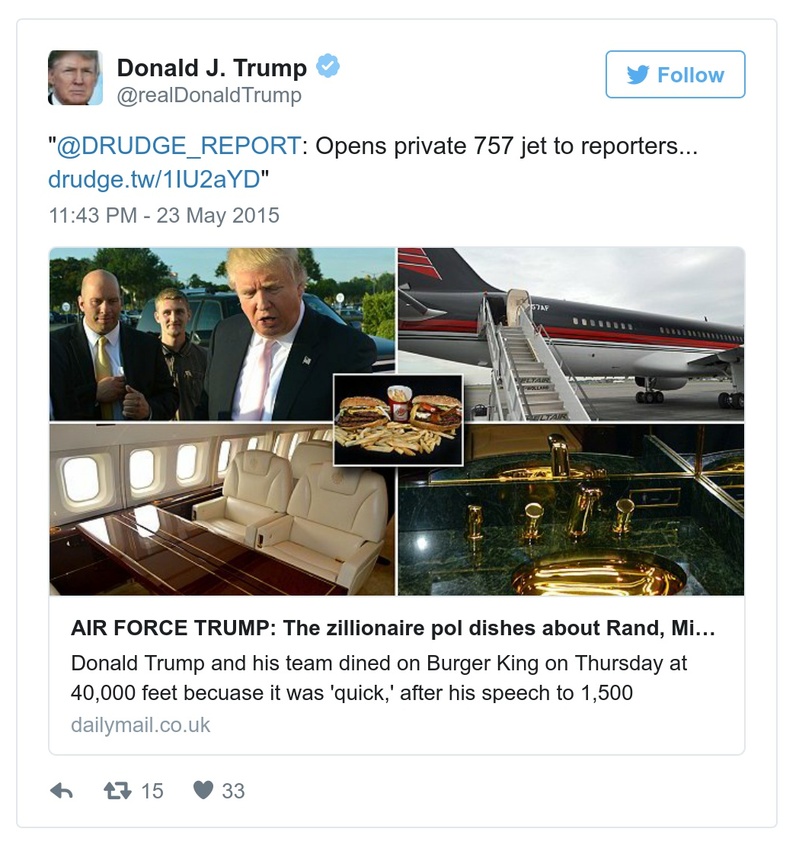 Donald J. Trump
Follow
@realDonaldTrump
"@DRUDGE_REPORT: Opens private 757 jet to reporters...
drudge.tw/1IU2aYD"
11:43 PM - 23 May 2015
57AF
AIR FORCE TRUMP: The zillionaire pol dishes about Rand, Mi…
Donald Trump and his team dined on Burger King on Thursday at
40,000 feet becuase it was 'quick,' after his speech to 1,500
dailymail.co.uk
15
33